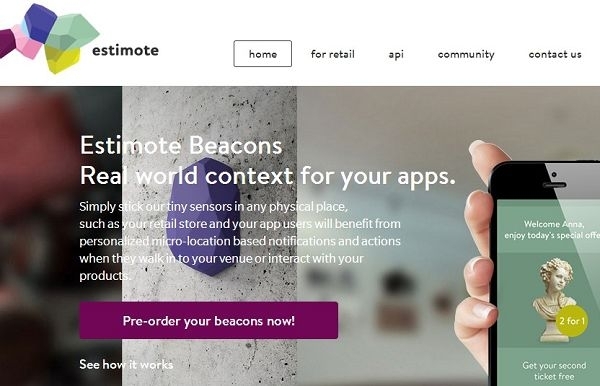 estimote
home for retail api community contact us
Estimote Beacons
Real world context for your apps.
Simply stick our tiny sensors in any physical place,
such as your retail store and your app users will benefit from
personalized micro-location based notifications and actions
when they walk in to your venue or interact with your
products.
Pre-order your beacons now!
See how it works
Welcome Anna,
enjoy today's special offe
2 for 1
Get your second
ticket free